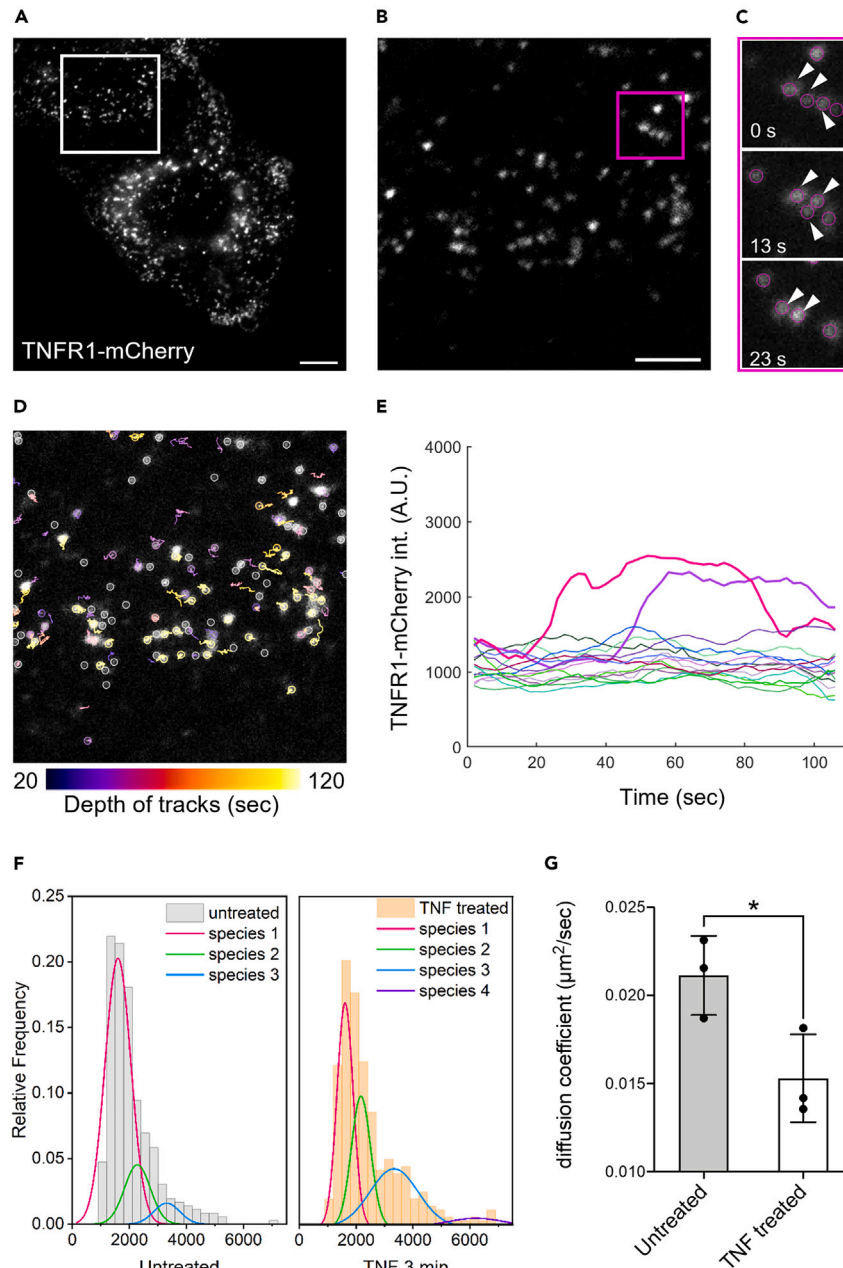 A
B
C
TNFR1-mCherry
0 s
13 s
23 s
D
20
120
Depth of tracks (sec)
E
4000
3000
2000
1000
0
TNFR1-mCherry int. (A.U.)
0 20 40 60 80 100
Time (sec)
F
0.25
0.20
0.15
0.10
0.05
0.00
Relative Frequency
untreated
species 1
species 2
species 3
0 2000 4000 6000
Untreated
TNF treated
species 1
species 2
species 3
species 4
0 2000 4000 6000
TNF 3 min
G
0.025
0.020
0.015
0.010
diffusion coefficient (μm²/sec)
*
Untreated
TNF treated